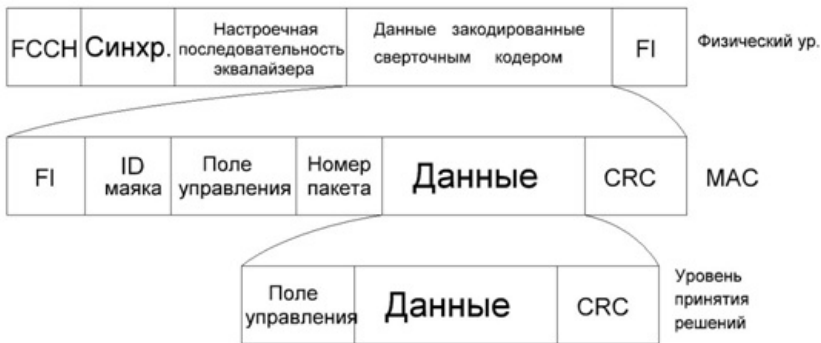 FCCH
Синхр.
Настроечная
последовательность
эквалайзера
Данные закодированные
сверточным кодером
FI
Физический ур.
FI
ID
маяка
Поле
управления
Номер
пакета
Данные
CRC
MAC
Поле
управления
Данные
CRC
Уровень
принятия
решений